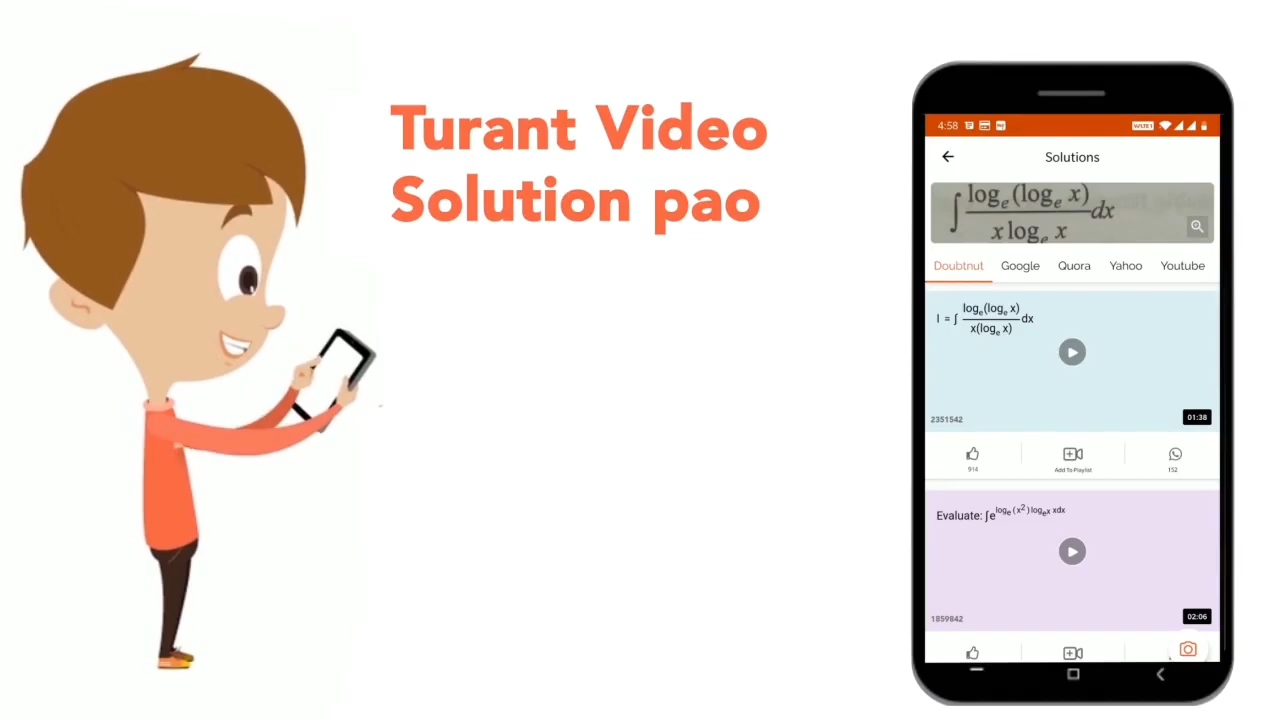 Turant Video
Solution pao
4:58
Solutions
∫ logₑ(logₑ x) / x logₑ x dx
Doubtnut Google Quora Yahoo Youtube
I = ∫ logₑ(logₑ x) / x(logₑ x) dx
2351542 01:38
914 Add To Playlist 152
Evaluate: ∫e^logₑ(x²)logₑx xdx
1859842 02:06